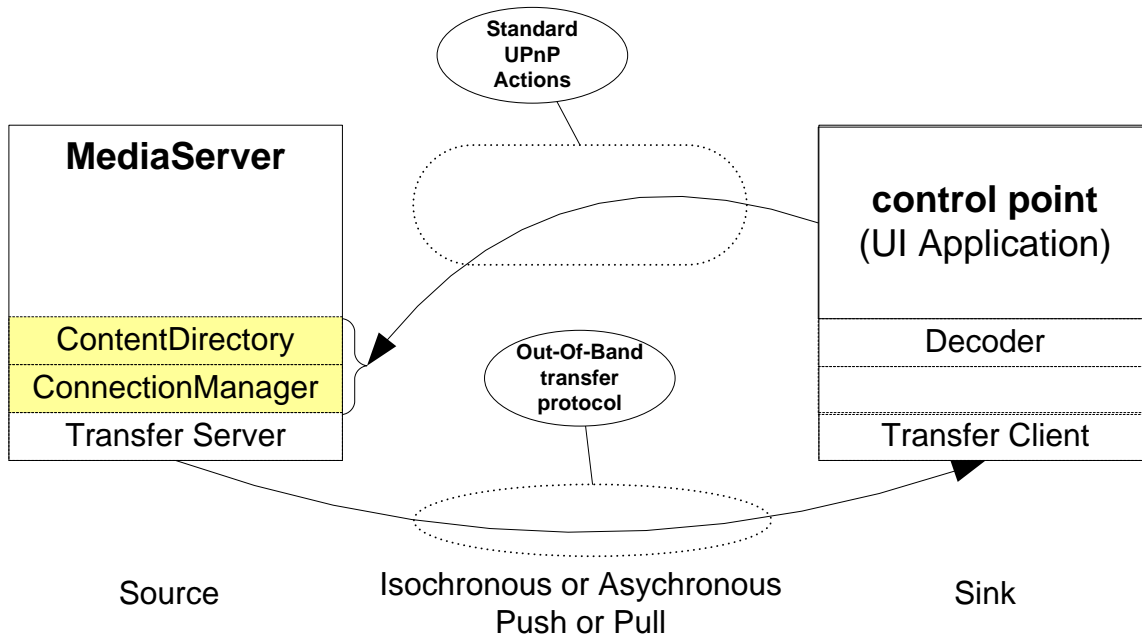 Standard
UPnP
Actions
MediaServer
control point
(UI Application)
ContentDirectory
ConnectionManager
Transfer Server
Out-Of-Band
transfer
protocol
Decoder
Transfer Client
Source
Isochronous or Asychronous
Push or Pull
Sink